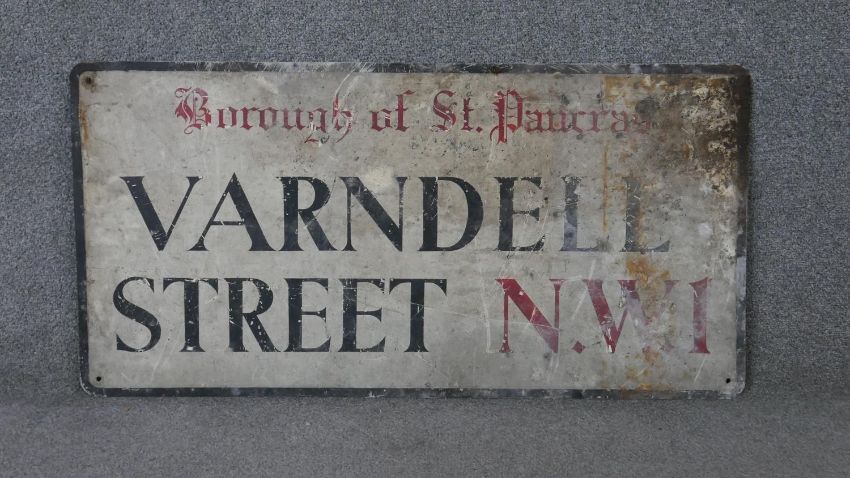 Borough of St. Pancras
VARNDELL
STREET N.W.1